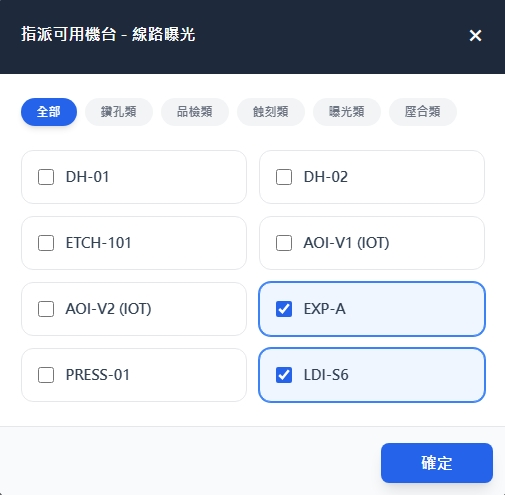 指派可用機台 - 線路曝光
×
全部 鑽孔類 品檢類 蝕刻類 曝光類 壓合類
DH-01 DH-02
ETCH-101 AOI-V1 (IOT)
AOI-V2 (IOT) EXP-A
PRESS-01 LDI-S6
確定